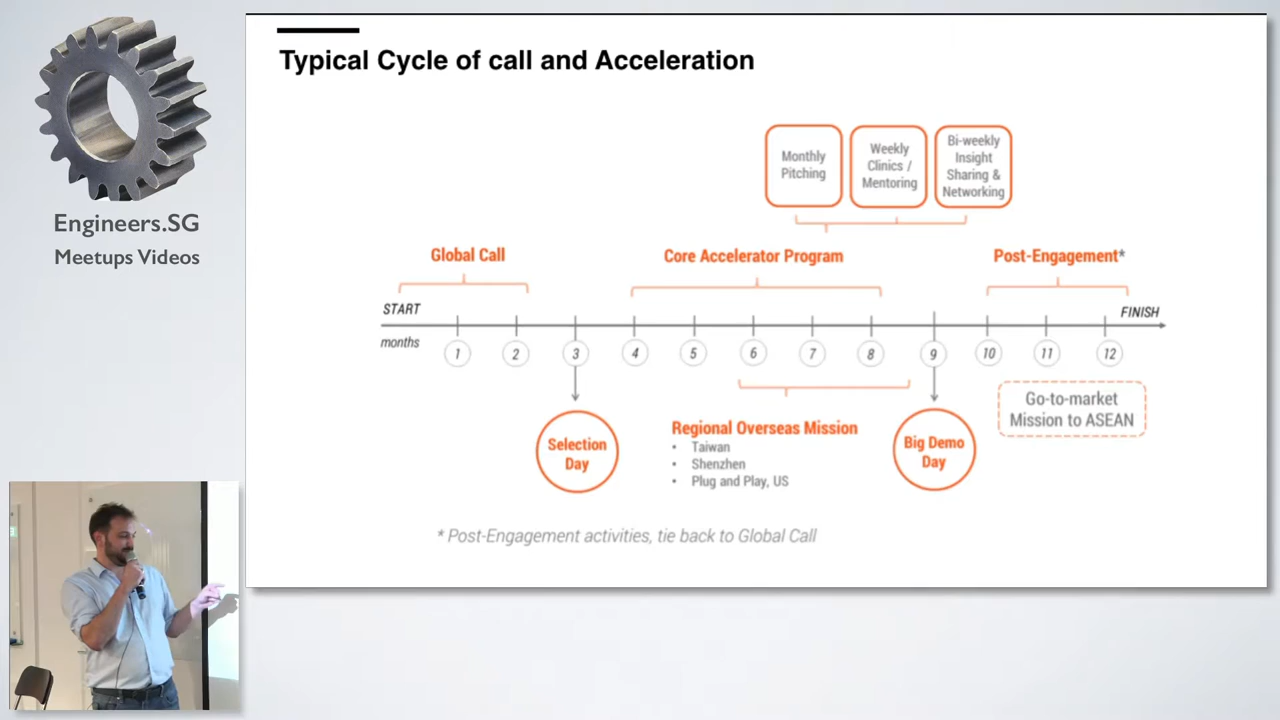 Typical Cycle of call and Acceleration
Engineers.SG
Meetups Videos
Monthly
Pitching
Weekly
Clinics /
Mentoring
Bi-weekly
Insight
Sharing &
Networking
Global Call
Core Accelerator Program
Post-Engagement*
START
FINISH
months
1 2 3 4 5 6 7 8 9 10 11 12
Selection
Day
Regional Overseas Mission
• Taiwan
• Shenzhen
• Plug and Play, US
Big Demo
Day
Go-to-market
Mission to ASEAN
* Post-Engagement activities, tie back to Global Call